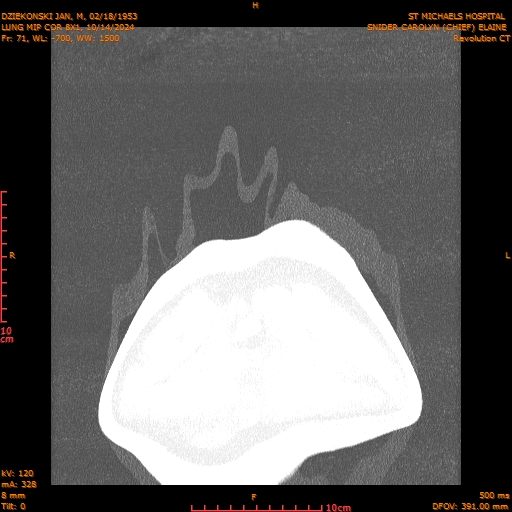 H
DZIEKONSKI JAN, M, 02/18/1953
ST MICHAELS HOSPITAL
LUNG MIP COR 8X1, 10/14/2024
SNIDER CAROLYN (CHIEF) ELAINE
Fr: 71, WL: -700, WW: 1500
Revolution CT
R
L
10
cm
kV: 120
mA: 328
8 mm
F
500 ms
Tilt: 0
10cm
DFOV: 391.00 mm